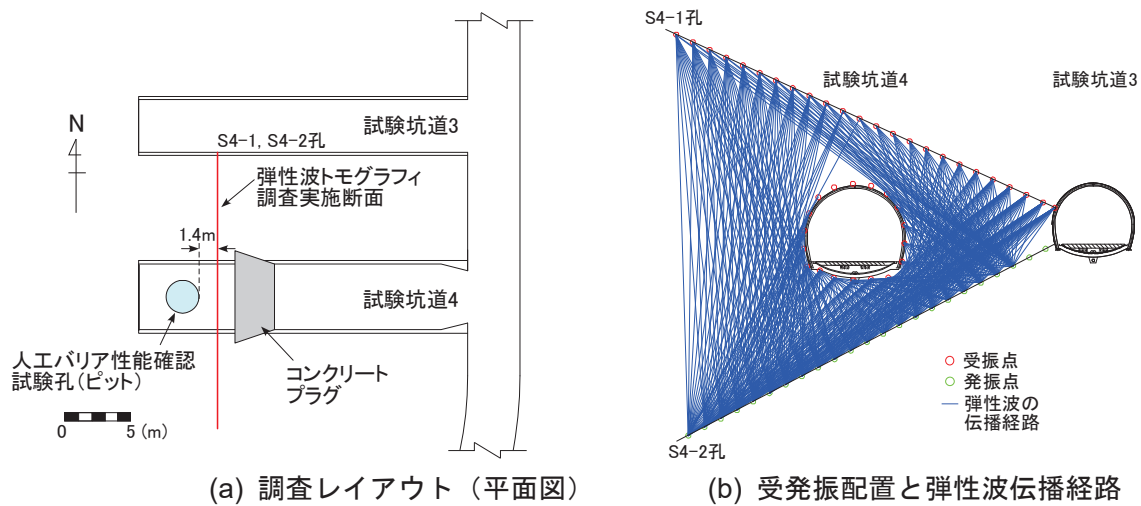 N
試験坑道3
S4-1, S4-2孔
弾性波トモグラフィ
調査実施断面
1.4m
試験坑道4
人工バリア性能確認
試験孔(ピット)
コンクリート
プラグ
0 5 (m)
(a) 調査レイアウト（平面図）
S4-1孔
試験坑道4
試験坑道3
受振点
発振点
弾性波の
伝播経路
S4-2孔
(b) 受発振配置と弾性波伝播経路